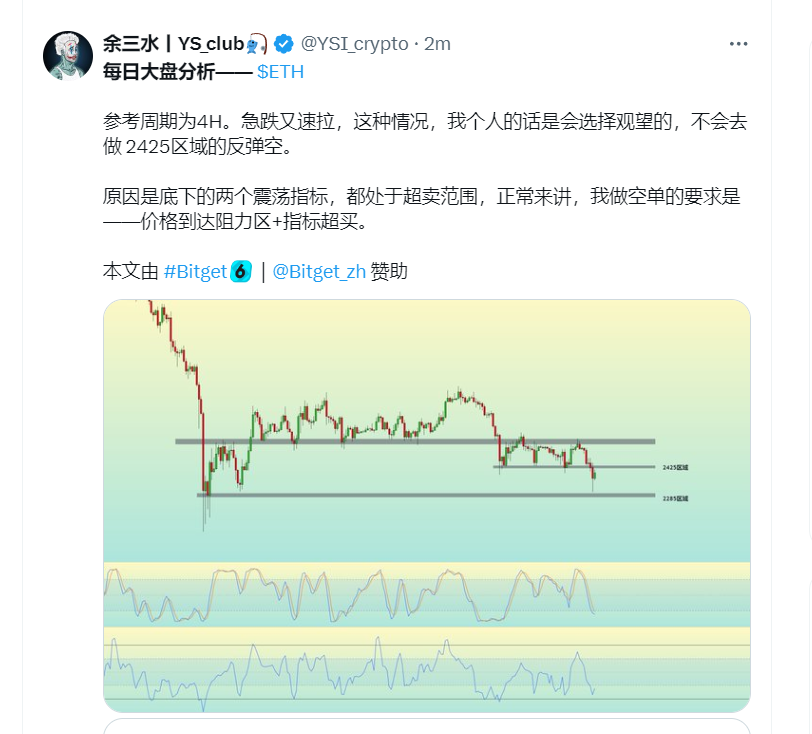 余三水丨YS_club @YSI_crypto · 2m
每日大盘分析—— $ETH
参考周期为4H。急跌又速拉，这种情况，我个人的话是会选择观望的，不会去
做 2425区域的反弹空。
原因是底下的两个震荡指标，都处于超卖范围，正常来讲，我做空单的要求是
——价格到达阻力区+指标超买。
本文由 #Bitget | @Bitget_zh 赞助
2425区域
2285区域